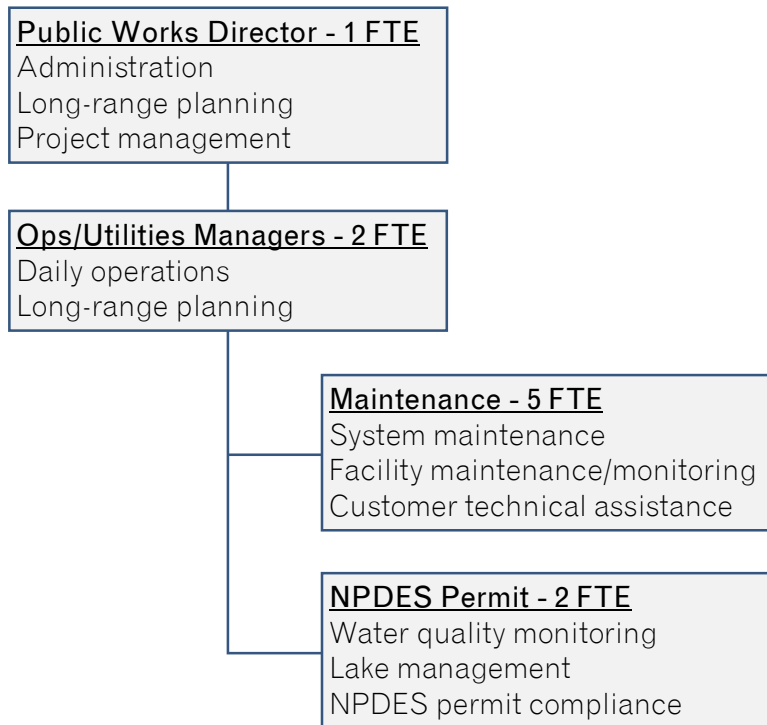 Public Works Director - 1 FTE
Administration
Long-range planning
Project management
Ops/Utilities Managers - 2 FTE
Daily operations
Long-range planning
Maintenance - 5 FTE
System maintenance
Facility maintenance/monitoring
Customer technical assistance
NPDES Permit - 2 FTE
Water quality monitoring
Lake management
NPDES permit compliance